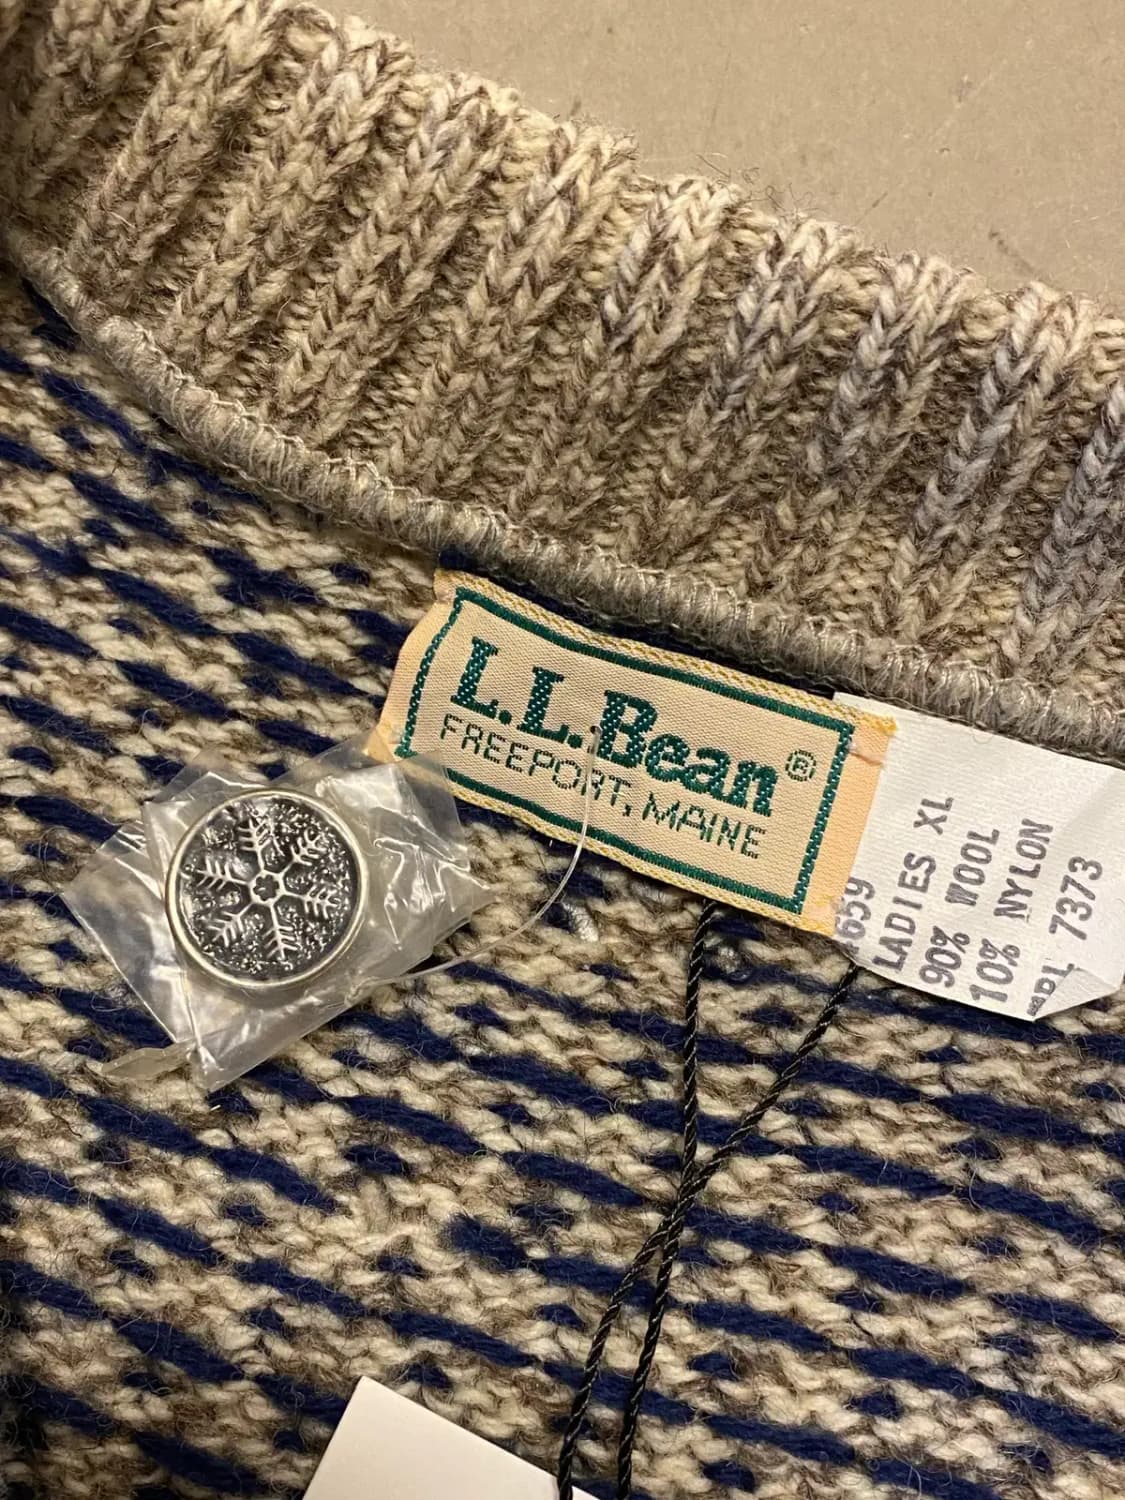 L.L.Bean®
FREEPORT, MAINE
LADIES XL
90% WOOL
10% NYLON
7373